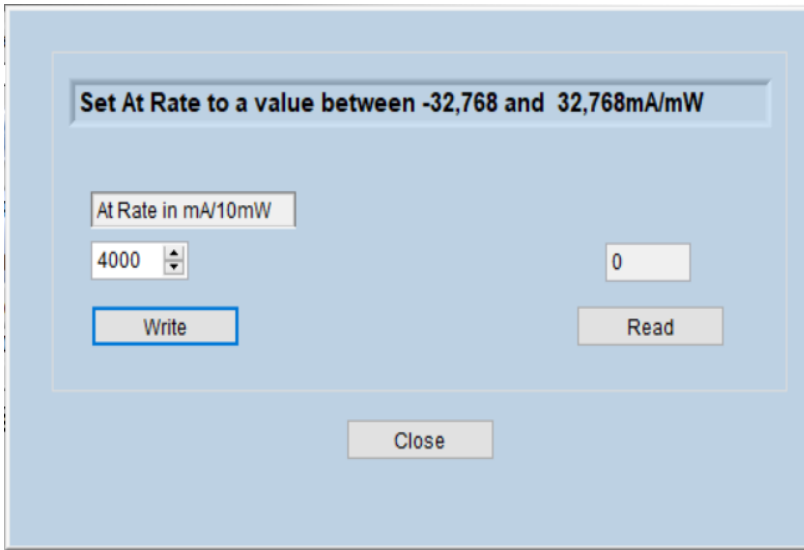 Set At Rate to a value between -32,768 and  32,768mA/mW
At Rate in mA/10mW
4000
0
Write
Read
Close